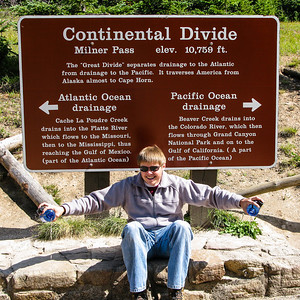 Continental Divide
Milner Pass elev. 10,759 ft.
The "Great Divide" separates drainage to the Atlantic
from drainage to the Pacific. It traverses America from
Alaska almost to Cape Horn.
Atlantic Ocean
drainage
Cache La Poudre Creek
drains into the Platte River
which flows to the Missouri,
then to the Mississippi, thus
reaching the Gulf of Mexico.
(part of the Atlantic Ocean)
Pacific Ocean
drainage
Beaver Creek drains into
the Colorado River, which then
flows through Grand Canyon
National Park and on to the
Gulf of California. ( A part
of the Pacific Ocean)